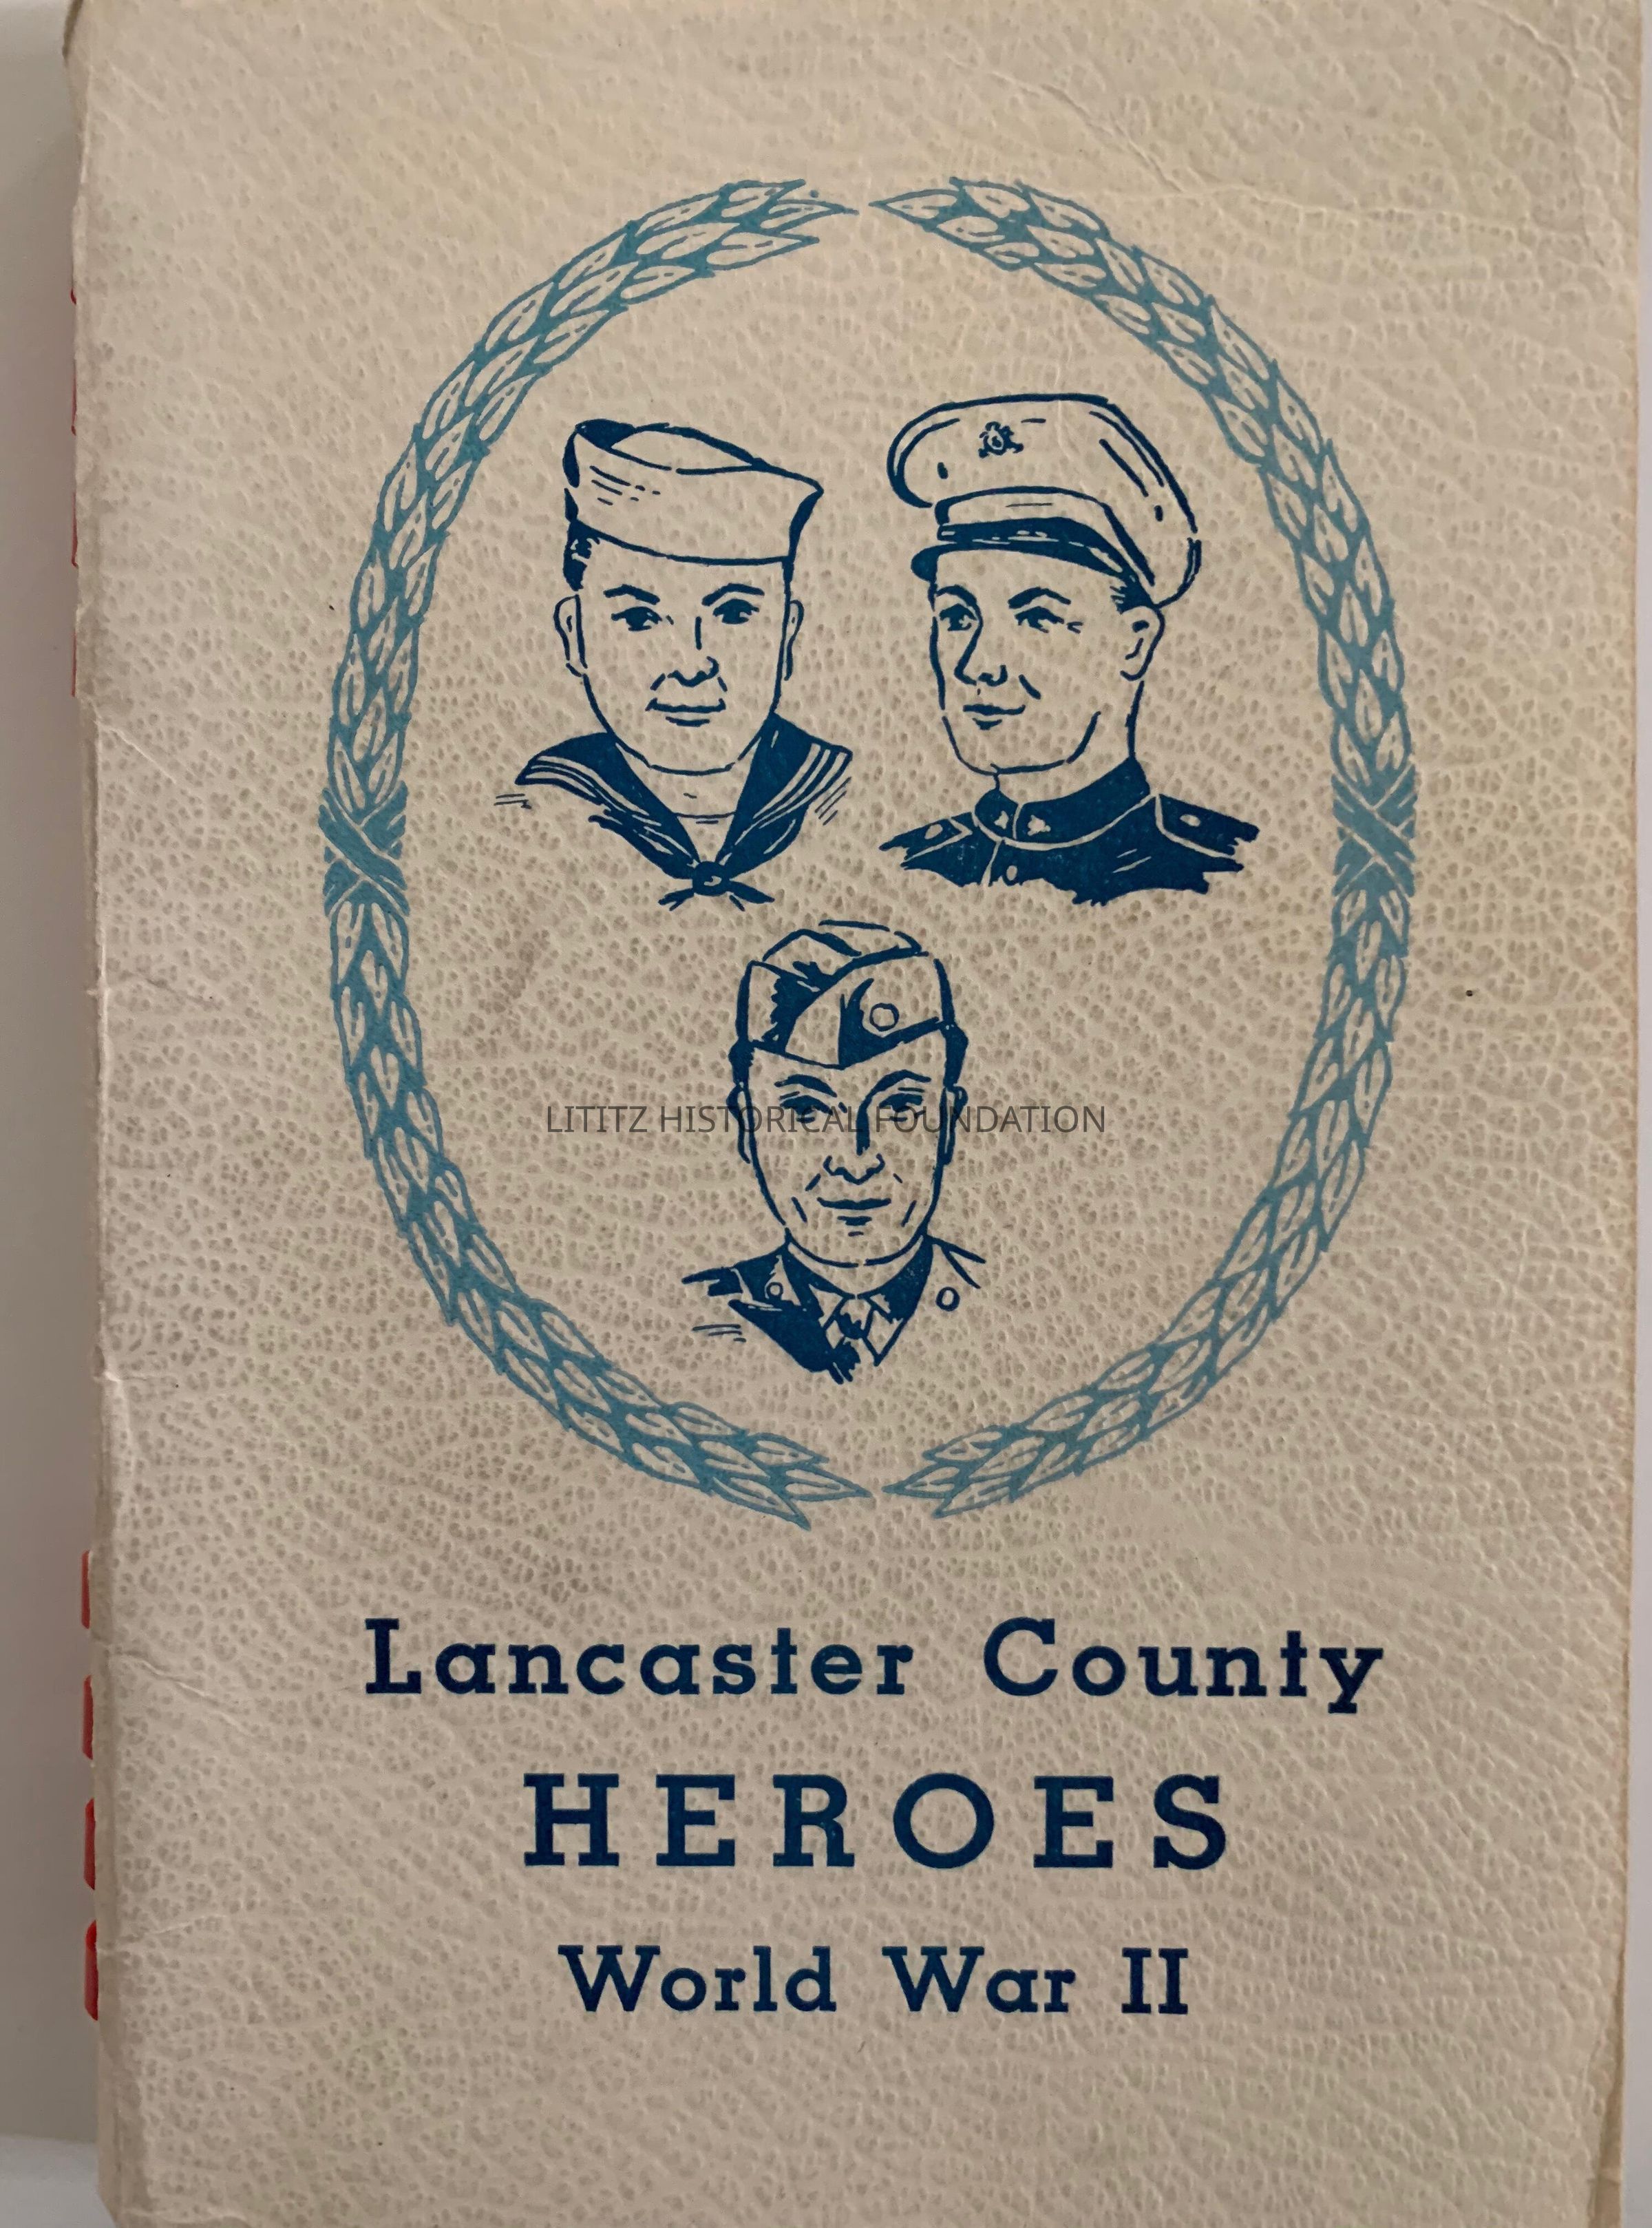 LITITZ HISTORICAL FOUNDATION
Lancaster County
HEROES
World War II